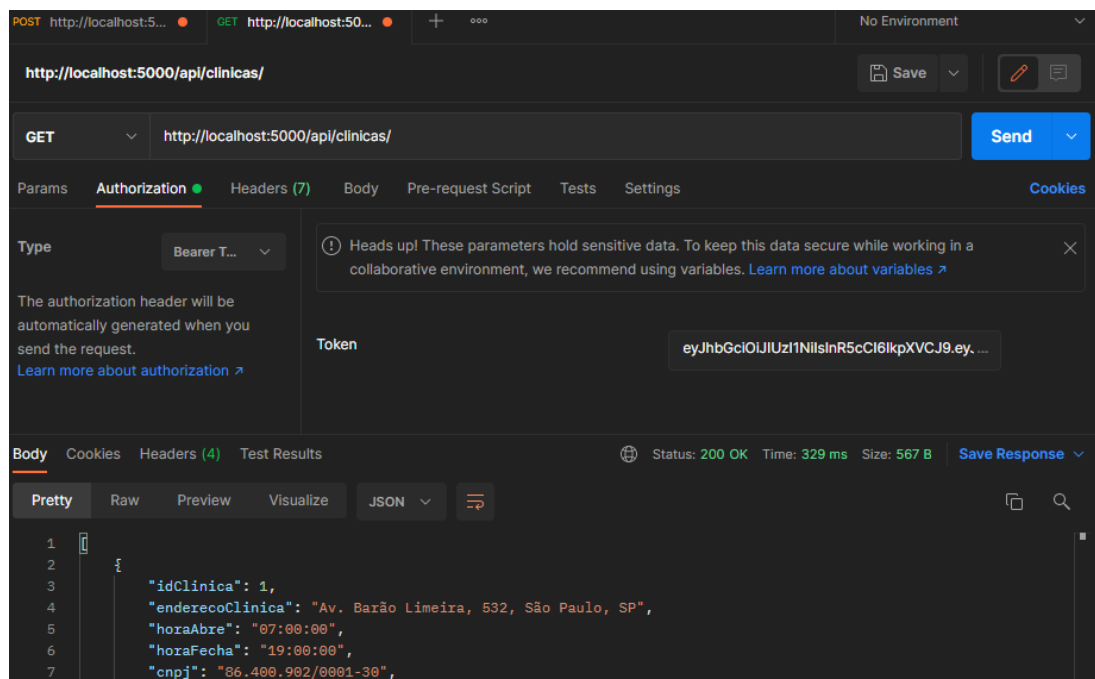 POST http://localhost:5... GET http://localhost:50... + ooo No Environment
http://localhost:5000/api/clinicas/ Save
GET http://localhost:5000/api/clinicas/ Send
Params Authorization Headers (7) Body Pre-request Script Tests Settings Cookies
Type Bearer T...
The authorization header will be
automatically generated when you
send the request.
Learn more about authorization ↗
Heads up! These parameters hold sensitive data. To keep this data secure while working in a
collaborative environment, we recommend using variables. Learn more about variables ↗
Token eyJhbGciOiJIUzI1NiIsInR5cCI6IkpXVCJ9.eyJ...
Body Cookies Headers (4) Test Results Status: 200 OK Time: 329 ms Size: 567 B Save Response
Pretty Raw Preview Visualize JSON
1 [
2 {
3 "idClinica": 1,
4 "enderecoClinica": "Av. Barão Limeira, 532, São Paulo, SP",
5 "horaAbre": "07:00:00",
6 "horaFecha": "19:00:00",
7 "cnpj": "86.400.902/0001-30",